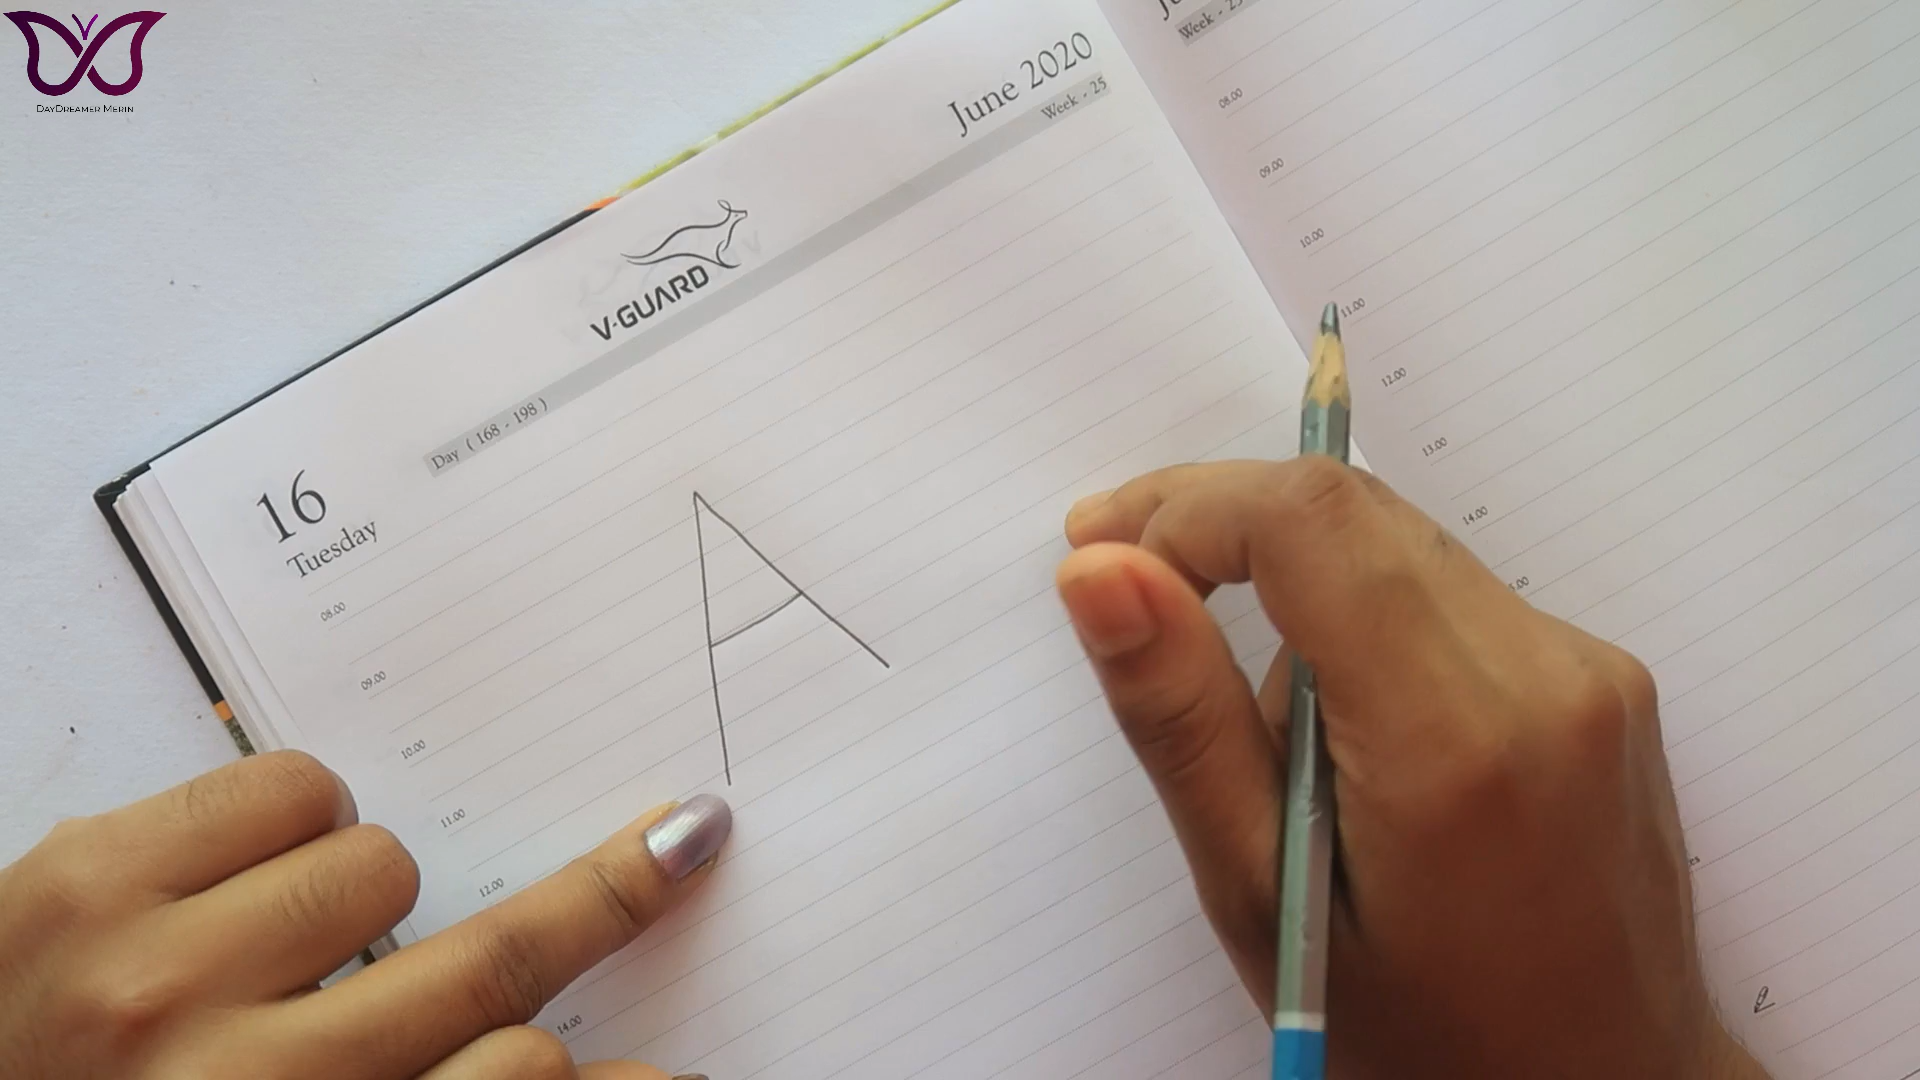 DAYDREAMER MERIN
June 2020
Week - 25
V-GUARD
Day ( 168 - 198 )
16
Tuesday
A
08.00
09.00
10.00
11.00
12.00
14.00
Week - 25
08.00
09.00
10.00
11.00
12.00
13.00
14.00